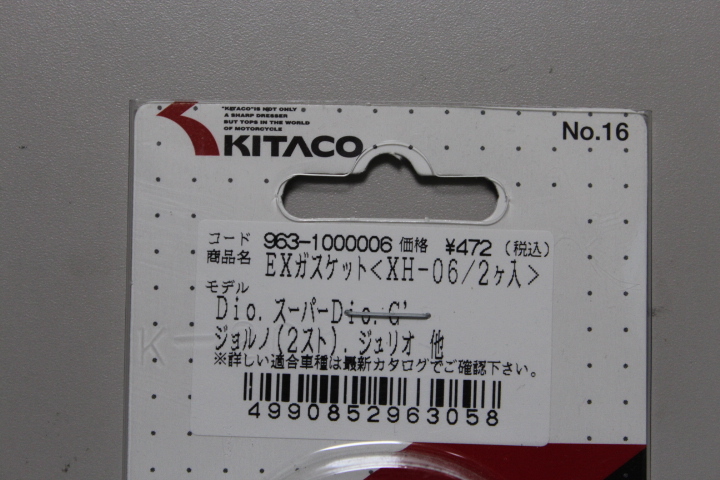 "KITACO"IS NOT ONLY
A SHARP DRESSER
BUT TOPS IN THE WORLD
OF MOTORCYCLE
KITACO
No.16
コード 963-1000006 価格 ¥472 (税込)
商品名 EXガスケット<XH-06/2ケ入>
モデル
Dio. スーパーDio. G'
ジョルノ(2スト). ジュリオ 他
※詳しい適合車種は最新カタログでご確認下さい。
4990852963058